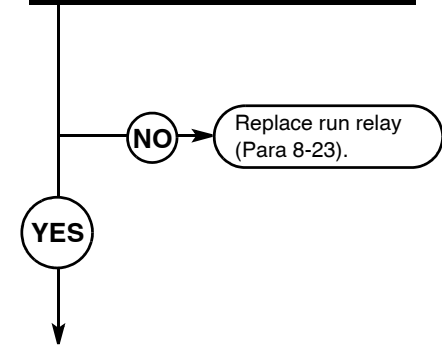 NO
Replace run relay
(Para 8-23).
YES